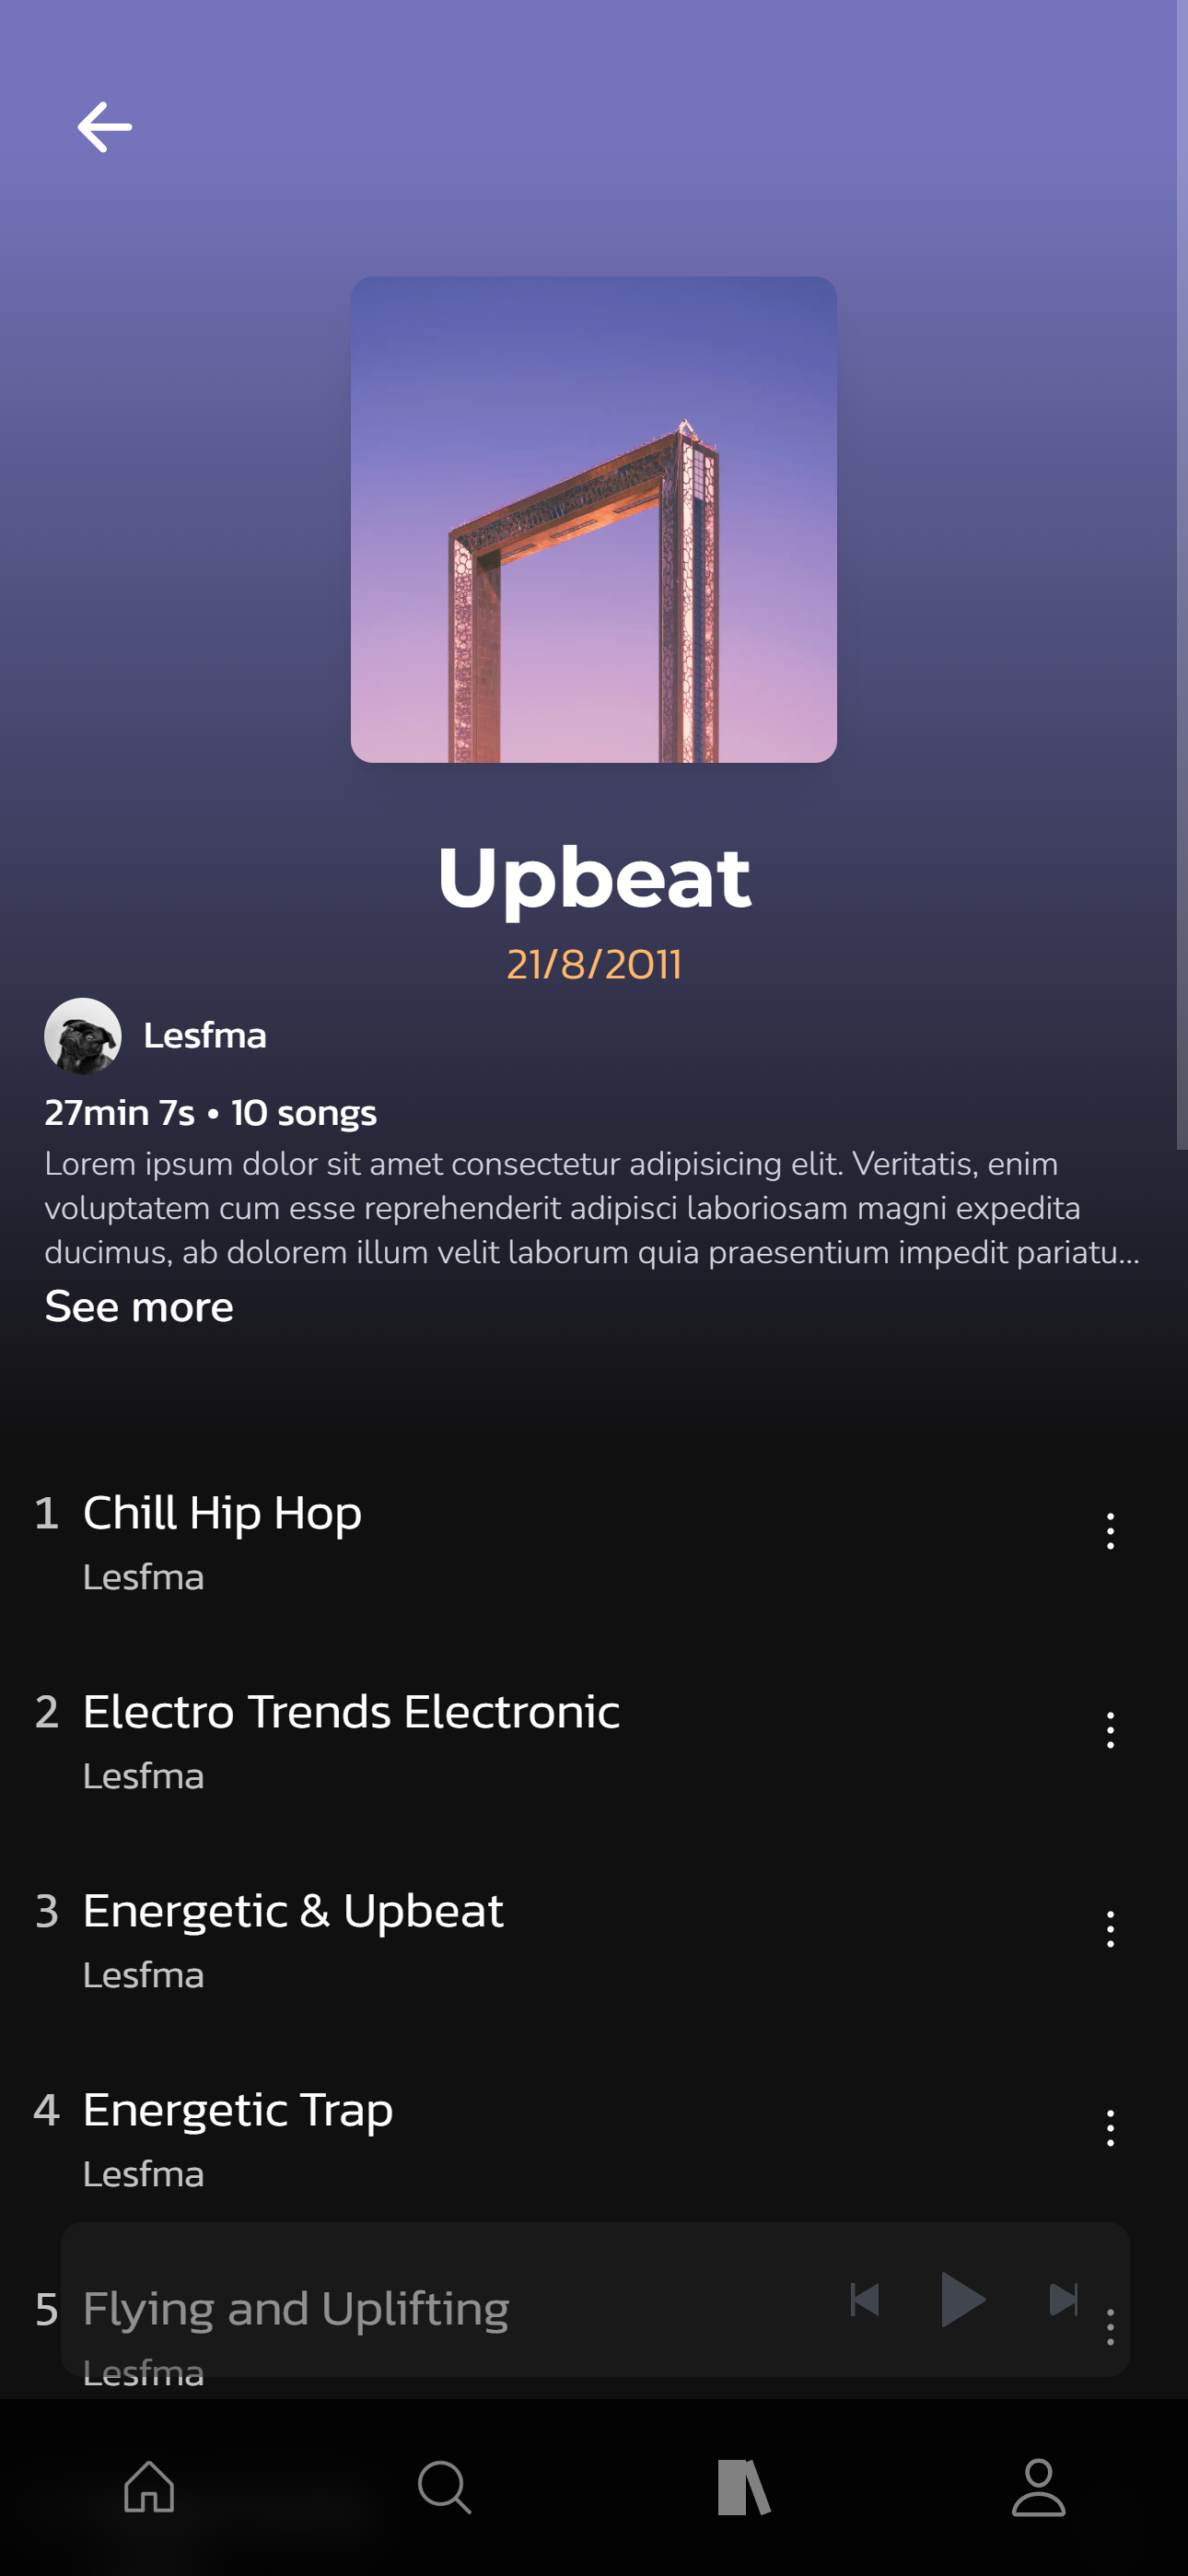 Upbeat
21/8/2011
Lesfma
27min 7s • 10 songs
Lorem ipsum dolor sit amet consectetur adipisicing elit. Veritatis, enim
voluptatem cum esse reprehenderit adipisci laboriosam magni expedita
ducimus, ab dolorem illum velit laborum quia praesentium impedit pariatu...
See more
1 Chill Hip Hop
Lesfma
2 Electro Trends Electronic
Lesfma
3 Energetic & Upbeat
Lesfma
4 Energetic Trap
Lesfma
5 Flying and Uplifting
Lesfma